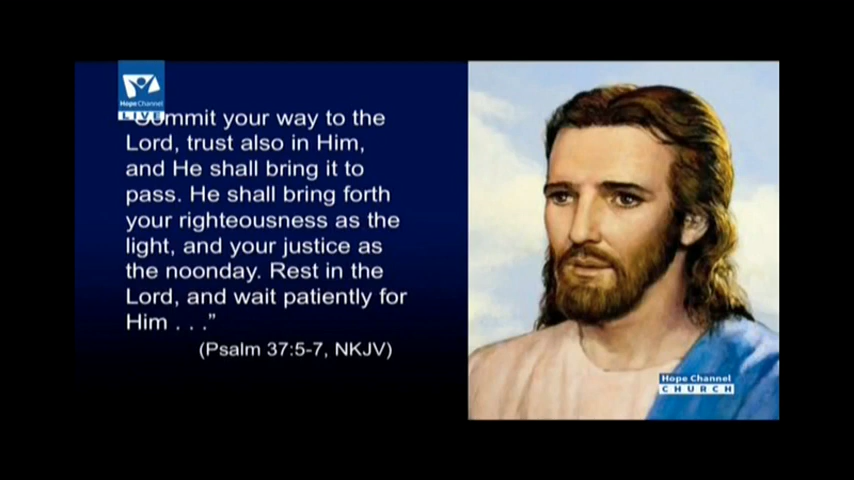 Hope Channel
LIVE
"Commit your way to the
Lord, trust also in Him,
and He shall bring it to
pass. He shall bring forth
your righteousness as the
light, and your justice as
the noonday. Rest in the
Lord, and wait patiently for
Him . . ."
(Psalm 37:5-7, NKJV)
Hope Channel
CHURCH